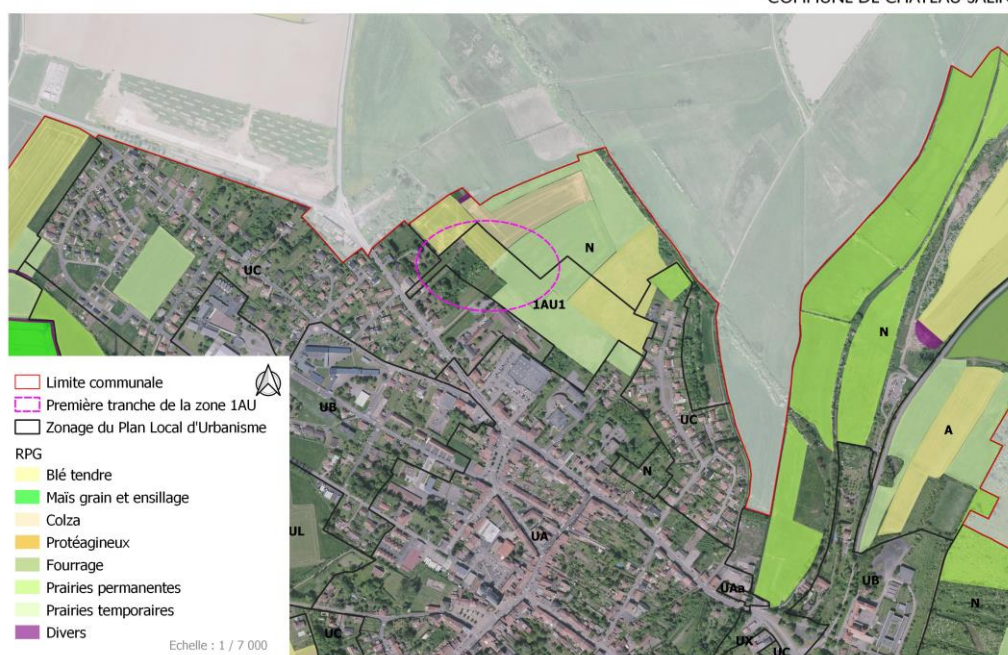 COMMUNE DE CHATEAU-SALIN
UC
N
1AU1
N
UB
UC
A
N
UL
UA
UAa
UB
N
UC
UX
UC
Limite communale
Première tranche de la zone 1AU
Zonage du Plan Local d'Urbanisme
RPG
Blé tendre
Maïs grain et ensillage
Colza
Protéagineux
Fourrage
Prairies permanentes
Prairies temporaires
Divers
Echelle : 1 / 7 000